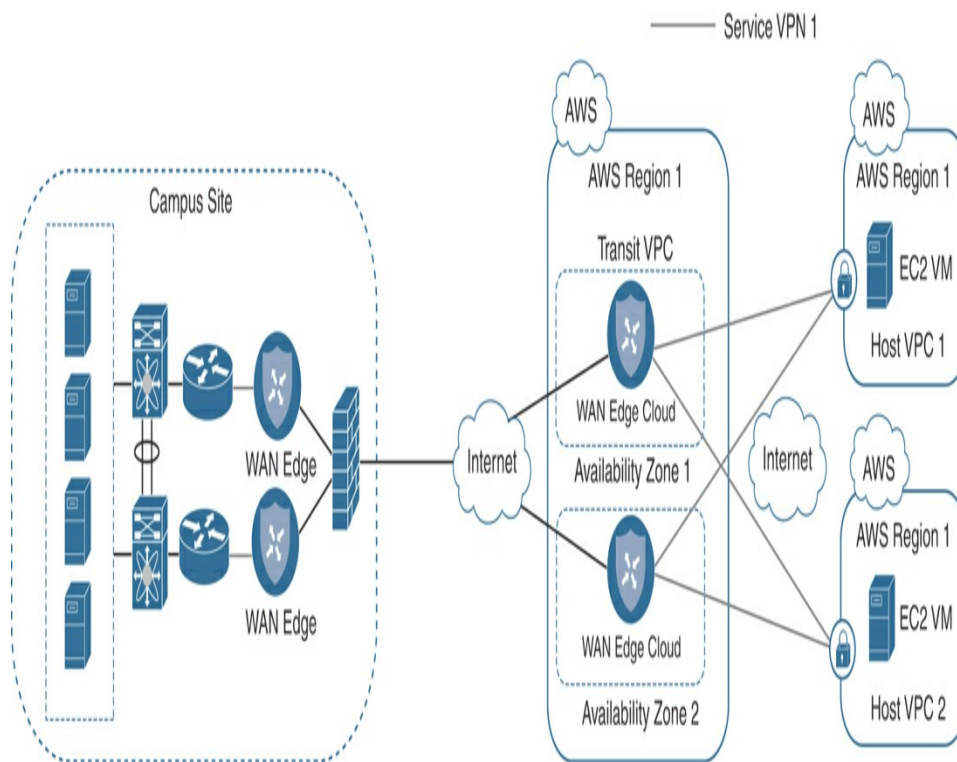 Service VPN 1
Campus Site
WAN Edge
WAN Edge
Internet
AWS
AWS Region 1
Transit VPC
WAN Edge Cloud
Availability Zone 1
WAN Edge Cloud
Availability Zone 2
Internet
AWS
AWS Region 1
EC2 VM
Host VPC 1
AWS
AWS Region 1
EC2 VM
Host VPC 2